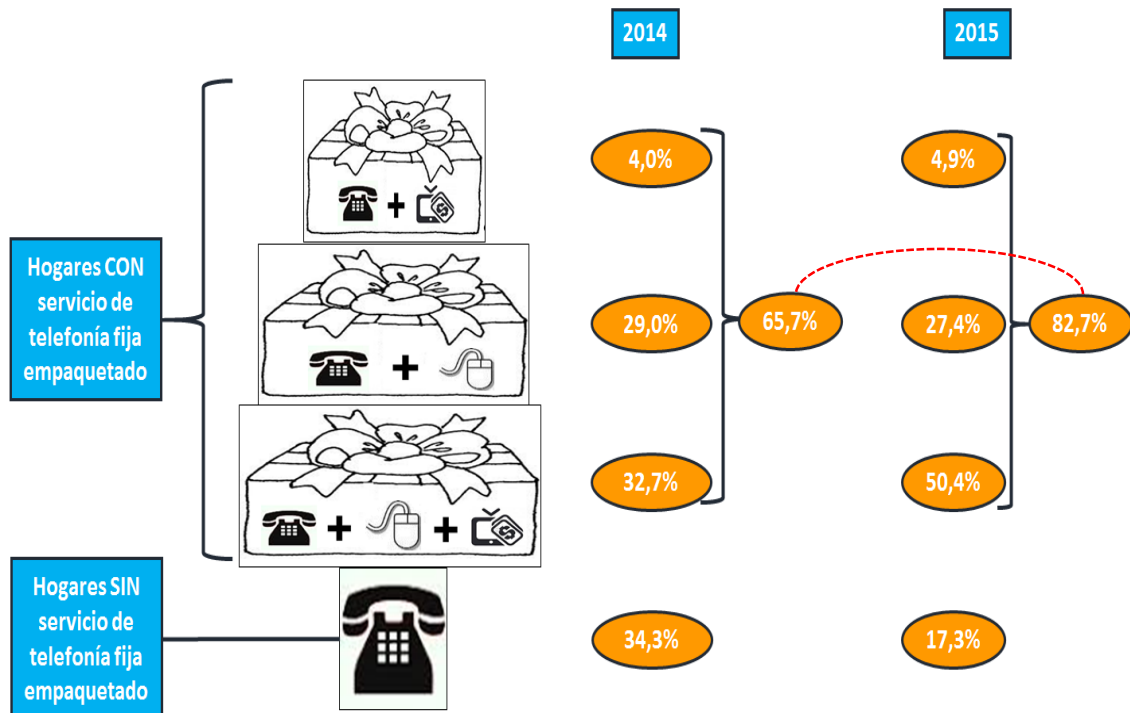 2014
2015
4,0%
4,9%
Hogares CON
servicio de
telefonía fija
empaquetado
+
29,0%
65,7%
27,4%
82,7%
+
32,7%
50,4%
+ +
Hogares SIN
servicio de
telefonía fija
empaquetado
34,3%
17,3%